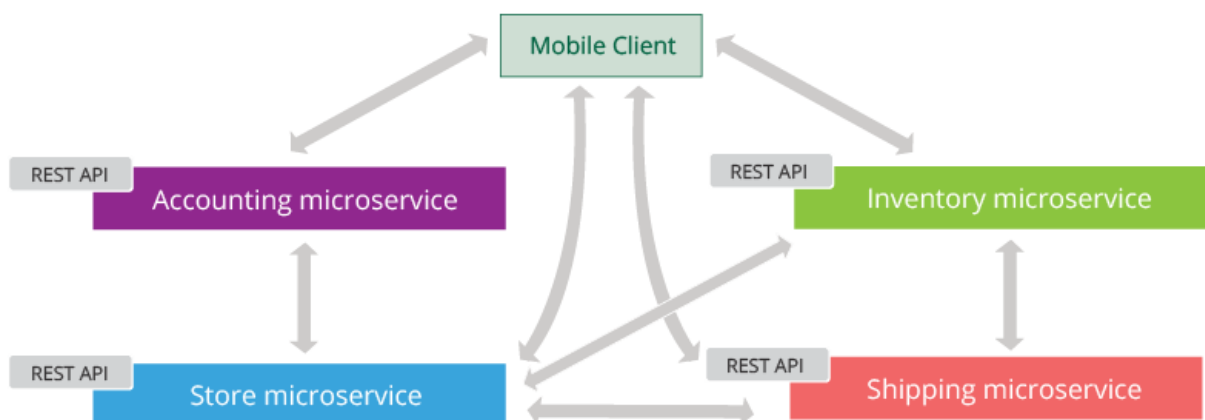 Mobile Client
REST API
Accounting microservice
REST API
Inventory microservice
REST API
Store microservice
REST API
Shipping microservice